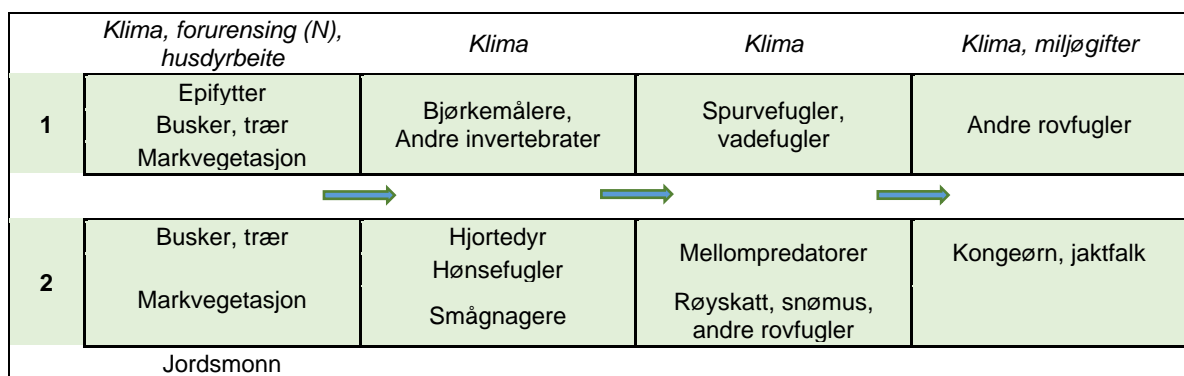 Klima, forurensing (N),
husdyrbeite
Klima
Klima
Klima, miljøgifter
1
Epifytter
Busker, trær
Markvegetasjon
Bjørkemålere,
Andre invertebrater
Spurvefugler,
vadefugler
Andre rovfugler
2
Busker, trær
Markvegetasjon
Hjortedyr
Hønsefugler
Smågnagere
Mellompredatorer
Røyskatt, snømus,
andre rovfugler
Kongeørn, jaktfalk
Jordsmonn